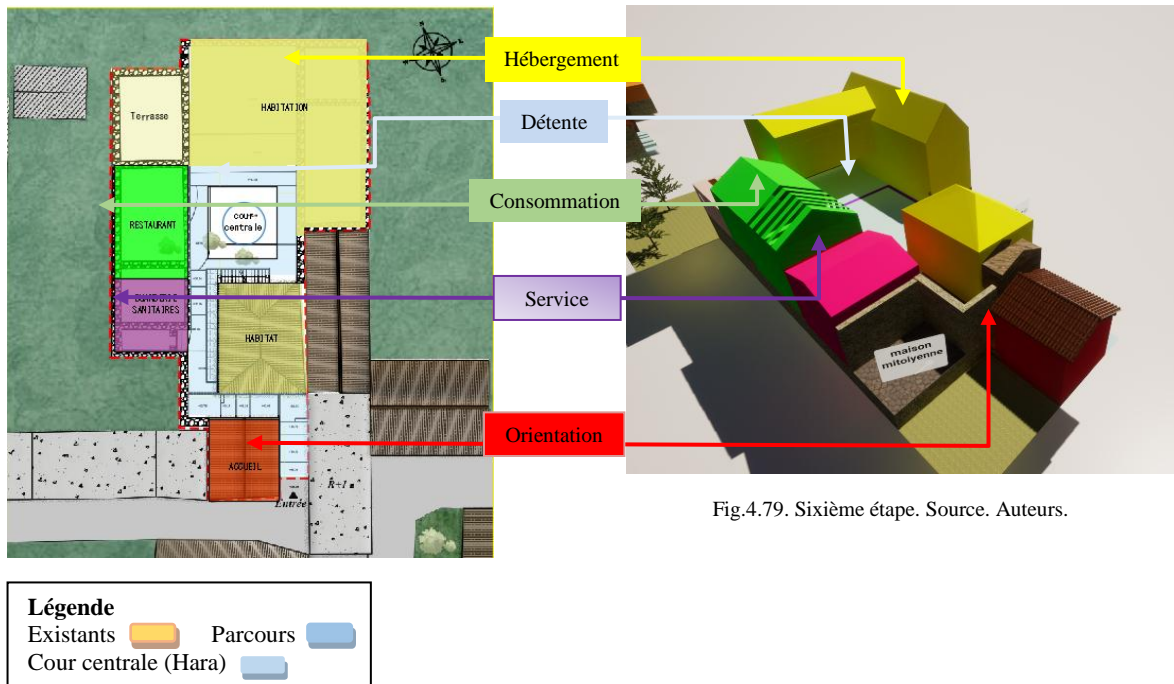 Hébergement
Détente
Consommation
Service
Orientation
HABITATION
Terrasse
RESTAURANT
cour-
centrale
SANITAIRES
HABITAT
ACCUEIL
R+1
Entrée
maison
mitoiyenne
Fig.4.79. Sixième étape. Source. Auteurs.
Légende
Existants Parcours
Cour centrale (Hara)